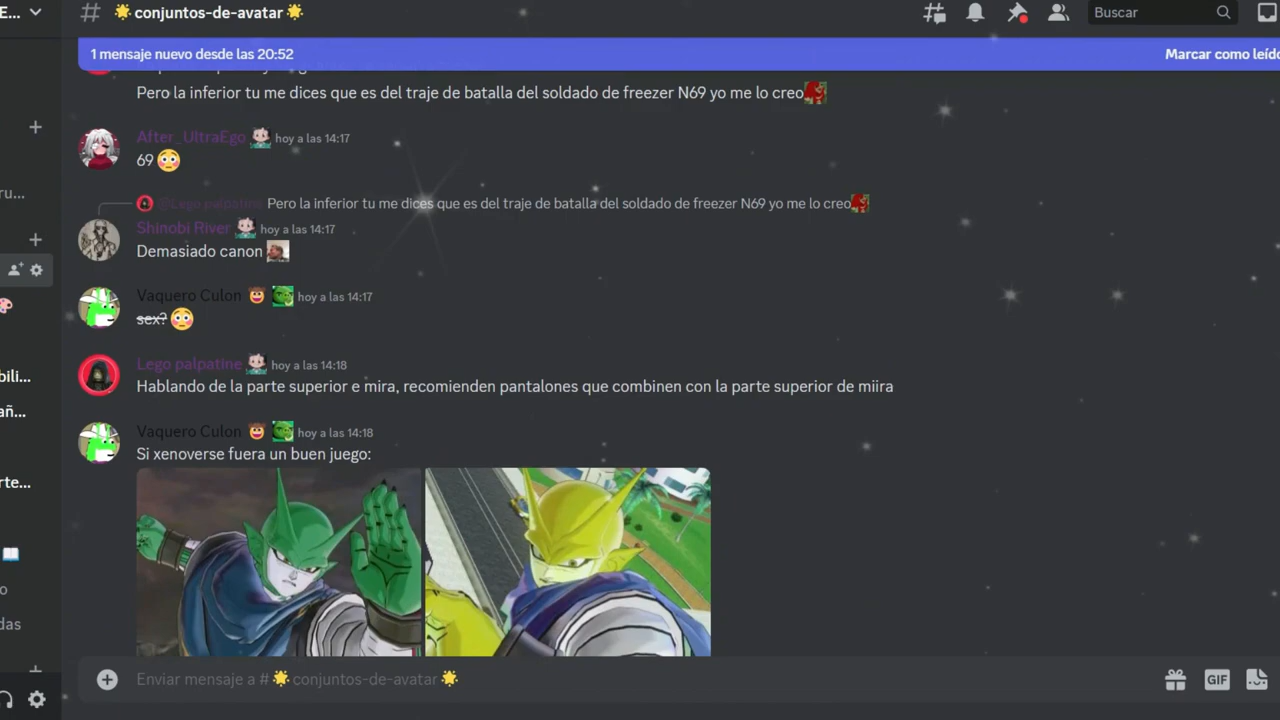 E...
# 🌟conjuntos-de-avatar🌟
Buscar
1 mensaje nuevo desde las 20:52
Marcar como leído
Pero la inferior tu me dices que es del traje de batalla del soldado de freezer N69 yo me lo creo
After_UltraEgo hoy a las 14:17
69 😳
@Lego palpatine Pero la inferior tu me dices que es del traje de batalla del soldado de freezer N69 yo me lo creo
Shinobi River hoy a las 14:17
Demasiado canon
Vaquero Culon hoy a las 14:17
sex? 😳
Lego palpatine hoy a las 14:18
Hablando de la parte superior e mira, recomienden pantalones que combinen con la parte superior de miira
Vaquero Culon hoy a las 14:18
Si xenoverse fuera un buen juego:
ru...
bili...
añ...
rte...
o
das
Enviar mensaje a # 🌟conjuntos-de-avatar 🌟
GIF